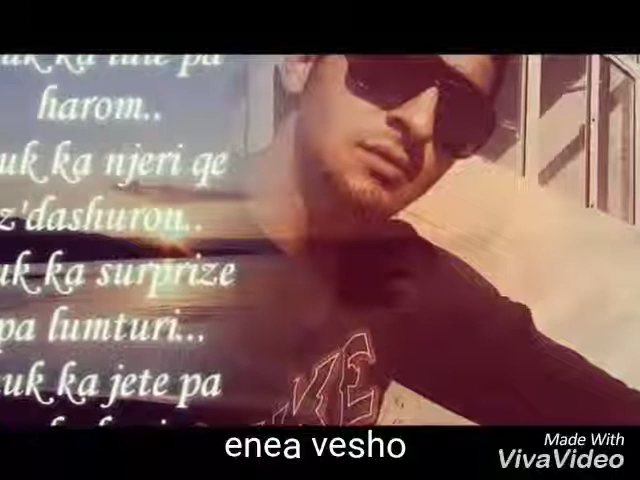 harom..
uk ka njeri qe
z'dashuron..
uk ka surprize
pa lumturi...
uk ka jete pa
enea vesho
Made With
VivaVideo